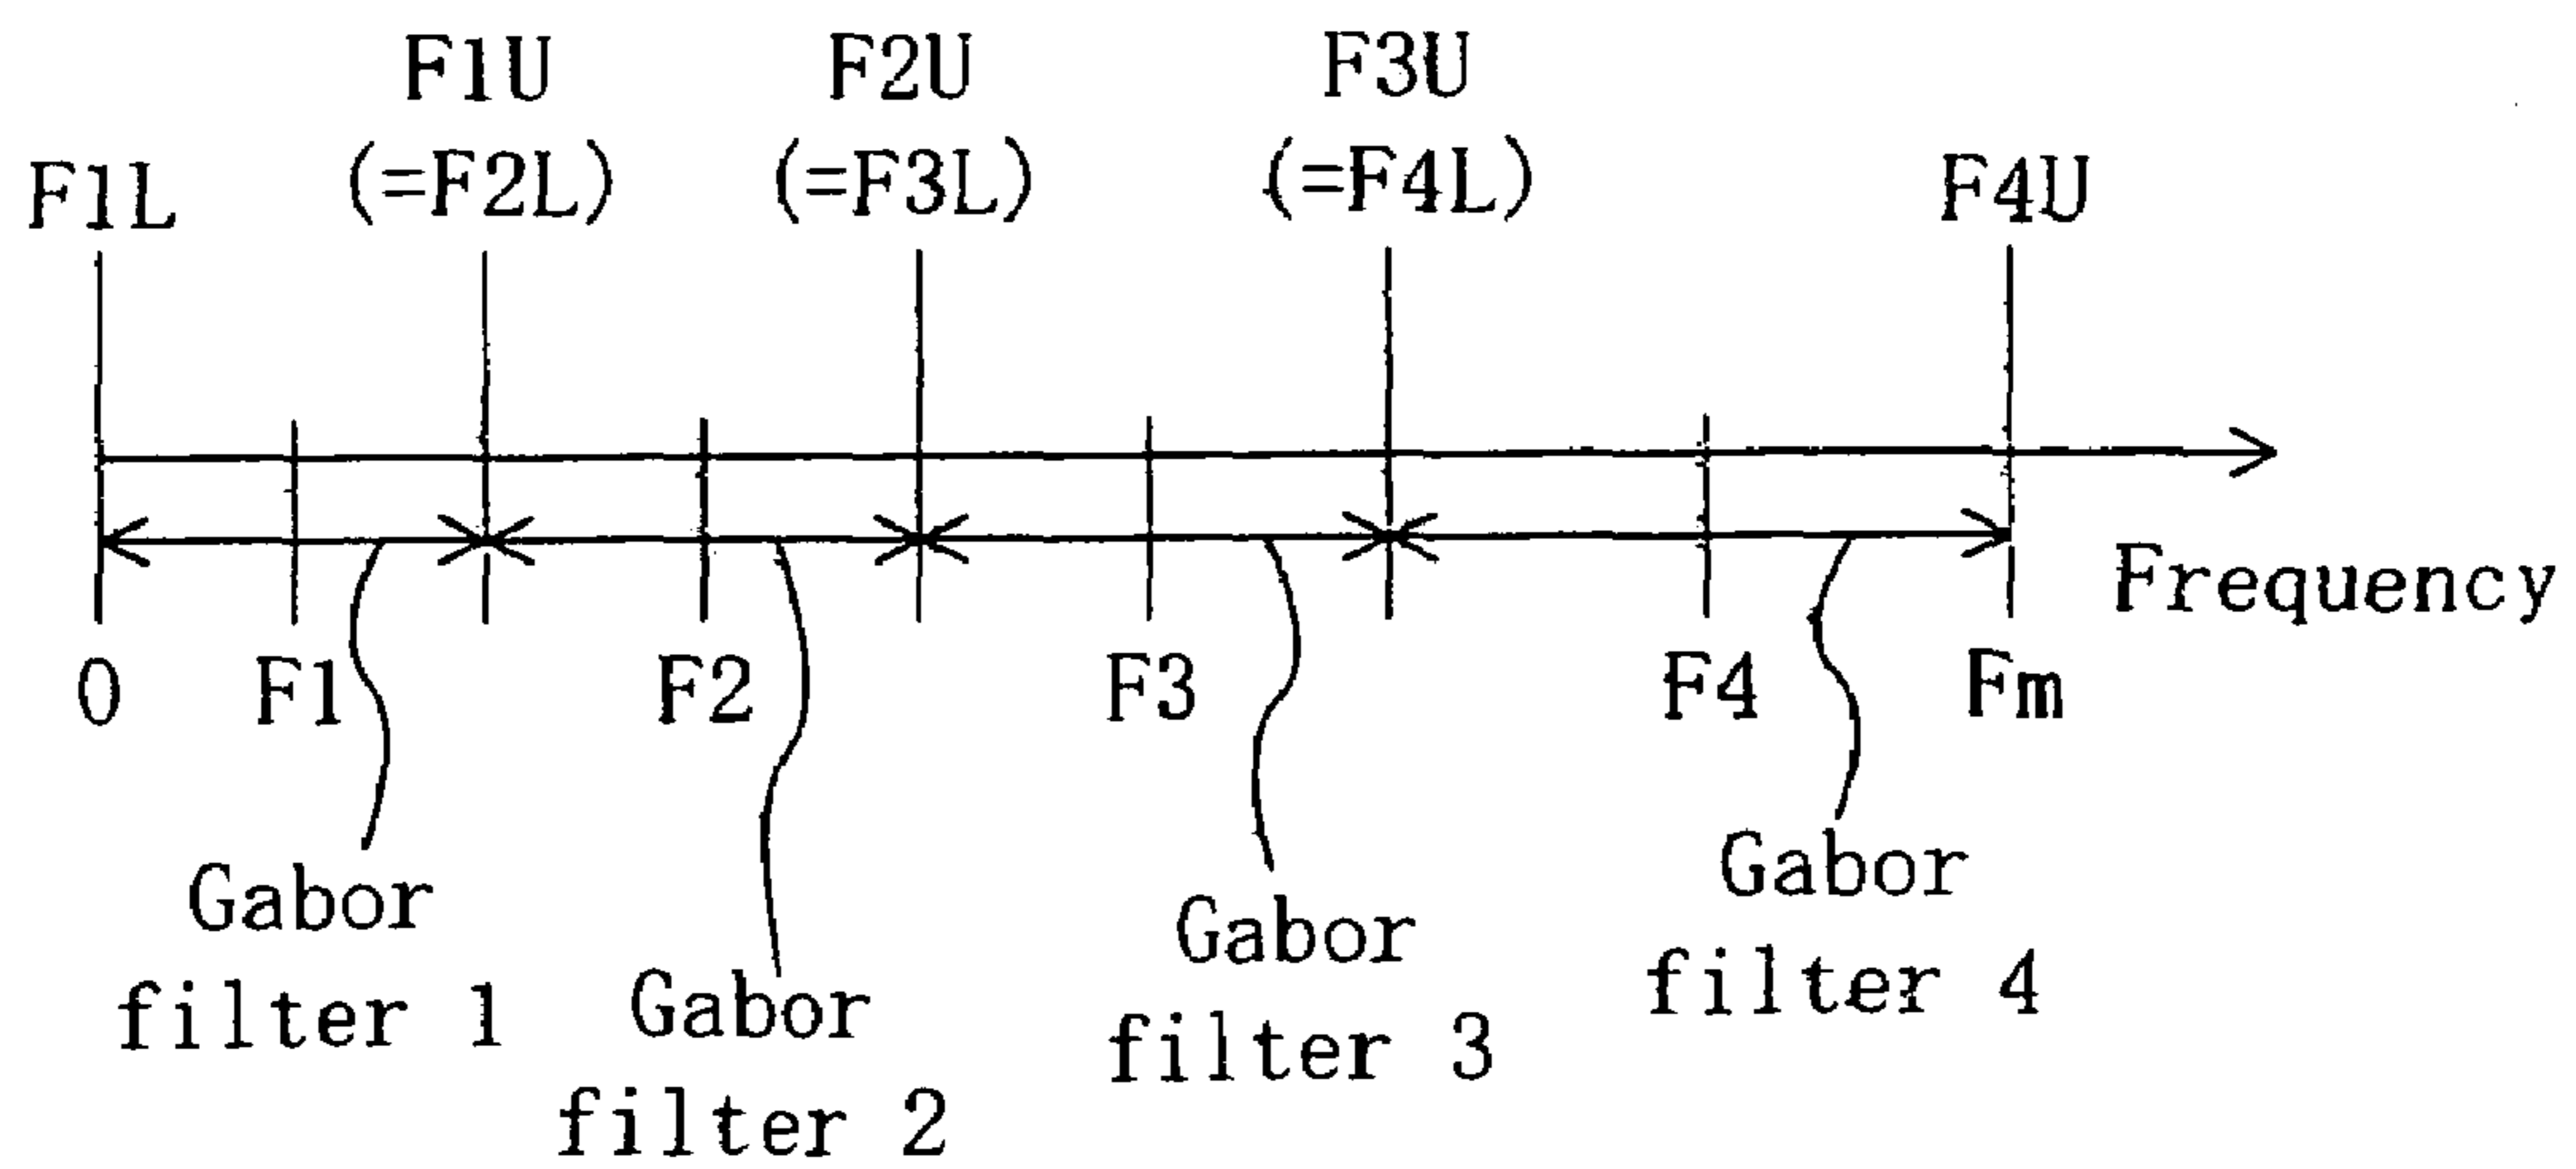 F1U F2U F3U
F1L (=F2L) (=F3L) (=F4L) F4U
Frequency
0 F1 F2 F3 F4 Fm
Gabor
filter 1
Gabor
filter 2
Gabor
filter 3
Gabor
filter 4